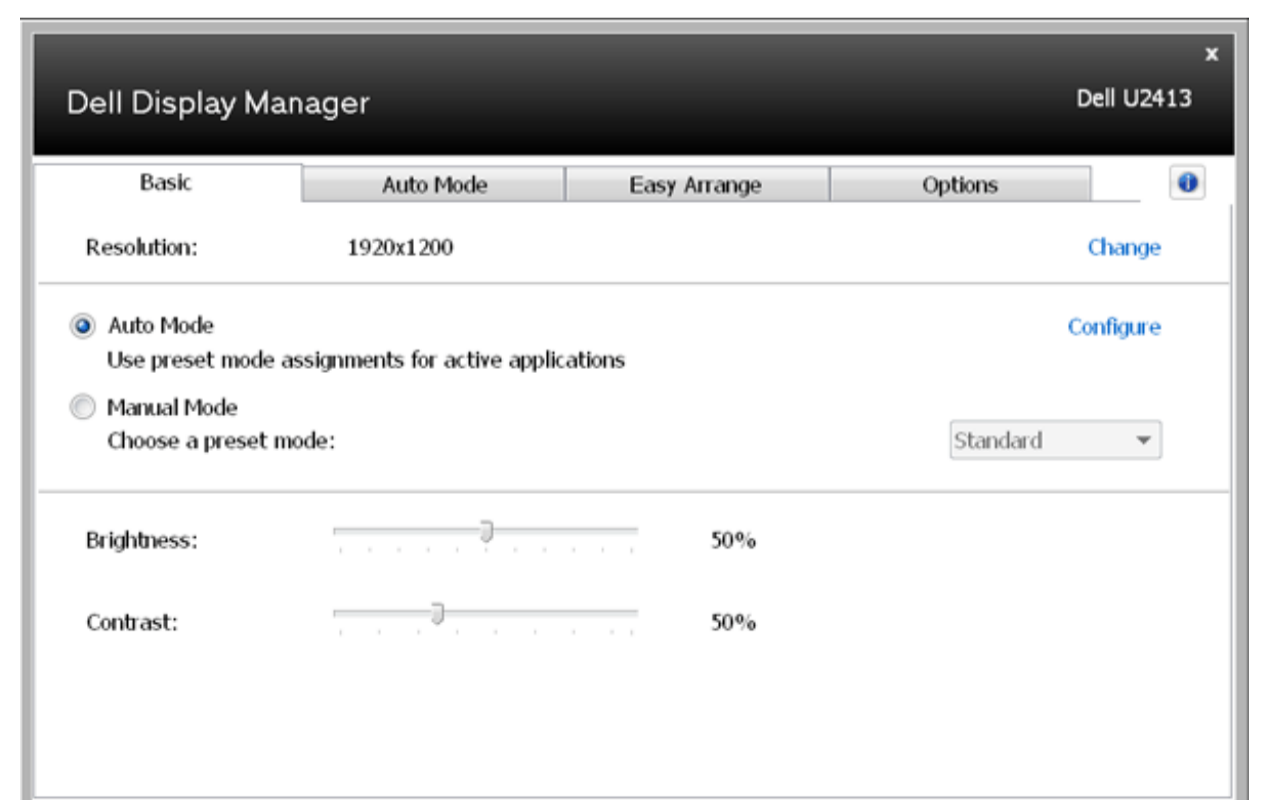 x
Dell Display Manager Dell U2413
Basic Auto Mode Easy Arrange Options
Resolution: 1920x1200 Change
Auto Mode Configure
Use preset mode assignments for active applications
Manual Mode
Choose a preset mode: Standard
Brightness: 50%
Contrast: 50%